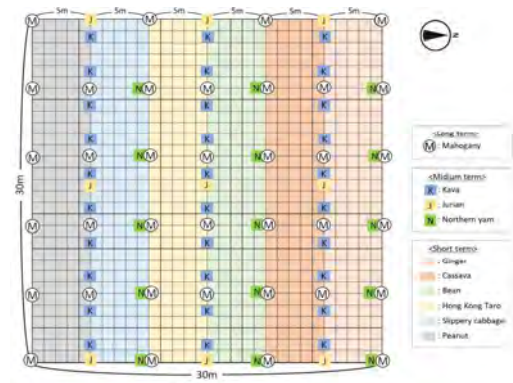 5m 5m 5m 5m 5m 5m
M J M J M J M
K K K
K K K
M M N M M N M M N M
K K K
K K K
M M N M M N M M N M
K K K
J J J
K K K
M M N M M N M M N M
K K K
K K K
M M N M M N M M N M
K K K
K K K
M J N M J N M J N M
30m
30m
N
<Long term>
M : Mahogany
<Midium term>
K : Kava
J : Jurian
N : Northern yam
<Short term>
: Ginger
: Cassava
: Bean
: Hong Kong Taro
: Slippery cabbage
: Peanut